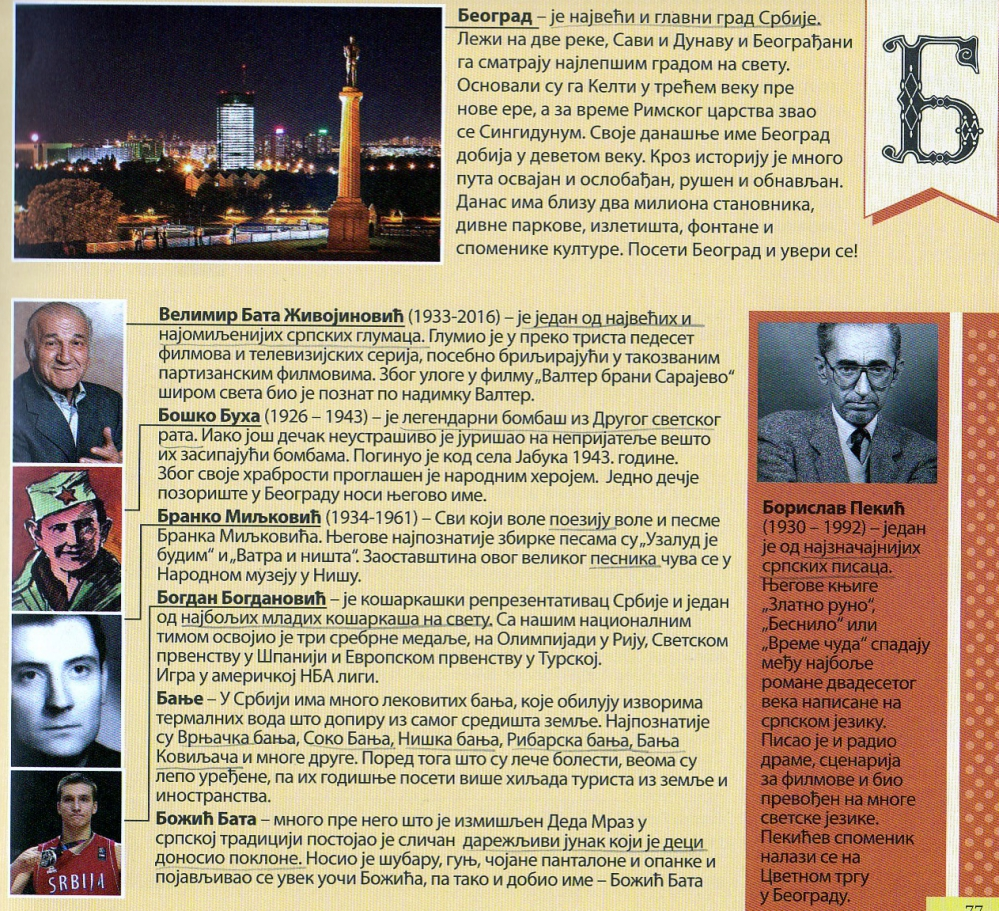 Београд – је највећи и главни град Србије.
Лежи на две реке, Сави и Дунаву и Београђани
га сматрају најлепшим градом на свету.
Основали су га Келти у трећем веку пре
нове ере, а за време Римског царства звао
се Сингидунум. Своје данашње име Београд
добија у деветом веку. Кроз историју је много
пута освајан и ослобађан, рушен и обнављан.
Данас има близу два милиона становника,
дивне паркове, излетишта, фонтане и
споменике културе. Посети Београд и увери се!
Б
Велимир Бата Живојиновић (1933-2016) – је један од највећих и
најомиљенијих српских глумаца. Глумио је у преко триста педесет
филмова и телевизијских серија, посебно бриљирајући у такозваним
партизанским филмовима. Због улоге у филму „Валтер брани Сарајево“
широм света био је познат по надимку Валтер.
Бошко Буха (1926 – 1943) – је легендарни бомбаш из Другог светског
рата. Иако још дечак неустрашиво је јуришао на непријатеље вешто
их засипајући бомбама. Погинуо је код села Јабука 1943. године.
Због своје храбрости проглашен је народним херојем. Једно дечје
позориште у Београду носи његово име.
Бранко Миљковић (1934-1961) – Сви који воле поезију воле и песме
Бранка Миљковића. Његове најпознатије збирке песама су „Узалуд је
будим“ и „Ватра и ништа“. Заоставштина овог великог песника чува се у
Народном музеју у Нишу.
Богдан Богдановић – је кошаркашки репрезентативац Србије и један
од најбољих младих кошаркаша на свету. Са нашим националним
тимом освојио је три сребрне медаље, на Олимпијади у Рију, Светском
првенству у Шпанији и Европском првенству у Турској.
Игра у америчкој НБА лиги.
Бање – У Србији има много лековитих бања, које обилују изворима
термалних вода што допиру из самог средишта земље. Најпознатије
су Врњачка бања, Соко Бања, Нишка бања, Рибарска бања, Бања
Ковиљача и многе друге. Поред тога што су лече болести, веома су
лепо уређене, па их годишње посети више хиљада туриста из земље и
иностранства.
Божић Бата – много пре него што је измишљен Деда Мраз у
српској традицији постојао је сличан дарежљиви јунак који је деци
доносио поклоне. Носио је шубару, гуњ, чојане панталоне и опанке и
појављивао се увек уочи Божића, па тако и добио име – Божић Бата
SRBIJA
Борислав Пекић
(1930 – 1992) – један
је од најзначајнијих
српских писаца.
Његове књиге
„Златно руно“,
„Беснило“ или
„Време чуда“ спадају
међу најбоље
романе двадесетог
века написане на
српском језику.
Писао је и радио
драме, сценарија
за филмове и био
превођен на многе
светске језике.
Пекићев споменик
налази се на
Цветном тргу
у Београду.
77